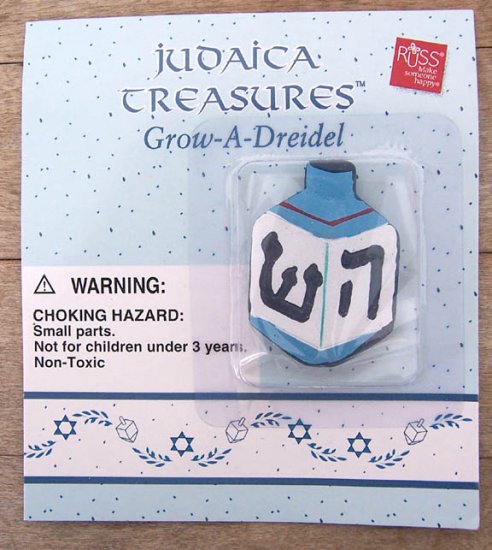 JUDAICA
TREASURES™
Grow-A-Dreidel
RUSS®
Make
someone
happy®
ש ה
⚠ WARNING:
CHOKING HAZARD:
Small parts.
Not for children under 3 years.
Non-Toxic